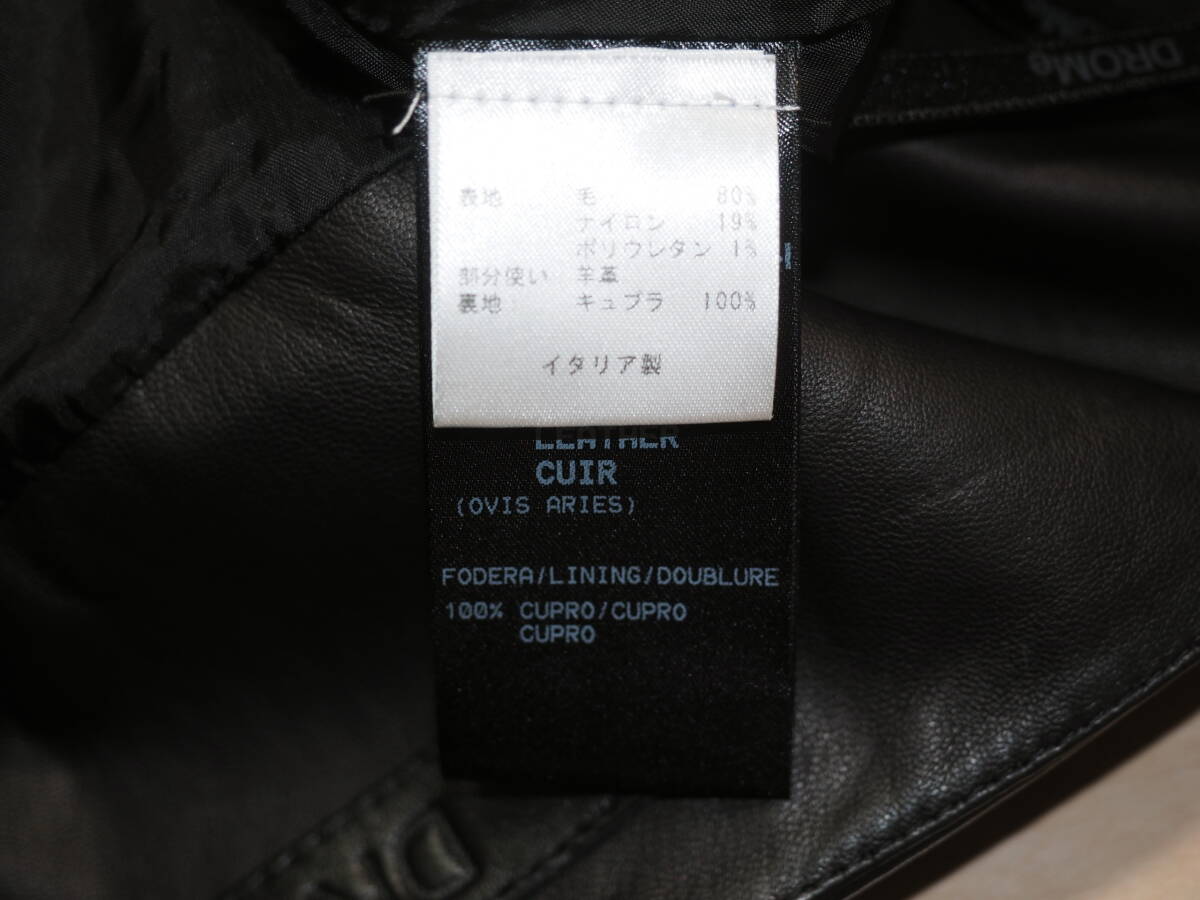 DROMe
表地 毛 80%
ナイロン 19%
ポリウレタン 1%
部分使い 羊革
裏地 キュプラ 100%
イタリア製
LEATHER
CUIR
(OVIS ARIES)
FODERA/LINING/DOUBLURE
100% CUPRO/CUPRO
CUPRO